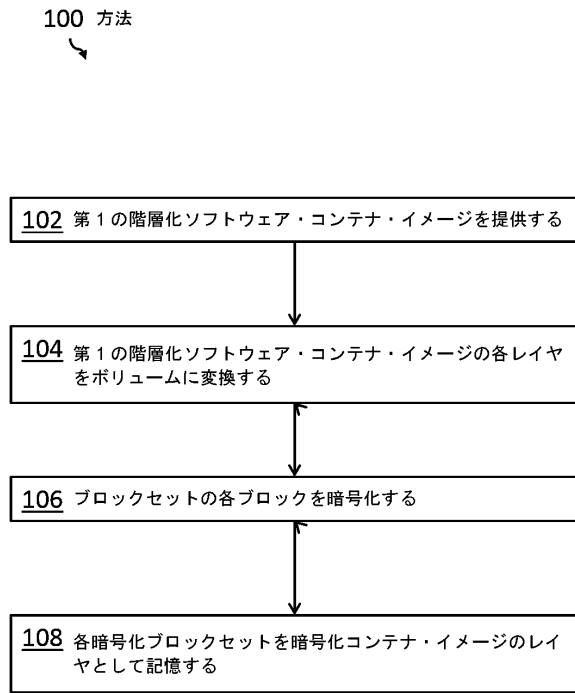 100 方法
102 第1の階層化ソフトウェア・コンテナ・イメージを提供する
104 第1の階層化ソフトウェア・コンテナ・イメージの各レイヤ
をボリュームに変換する
106 ブロックセットの各ブロックを暗号化する
108 各暗号化ブロックセットを暗号化コンテナ・イメージのレイ
ヤとして記憶する